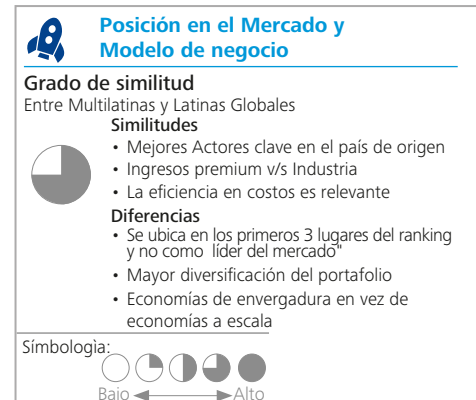 Posición en el Mercado y
Modelo de negocio
Grado de similitud
Entre Multilatinas y Latinas Globales
Similitudes
• Mejores Actores clave en el país de origen
• Ingresos premium v/s Industria
• La eficiencia en costos es relevante
Diferencias
• Se ubica en los primeros 3 lugares del ranking
y no como líder del mercado"
• Mayor diversificación del portafolio
• Economías de envergadura en vez de
economías a escala
Símbologìa:
Bajo Alto